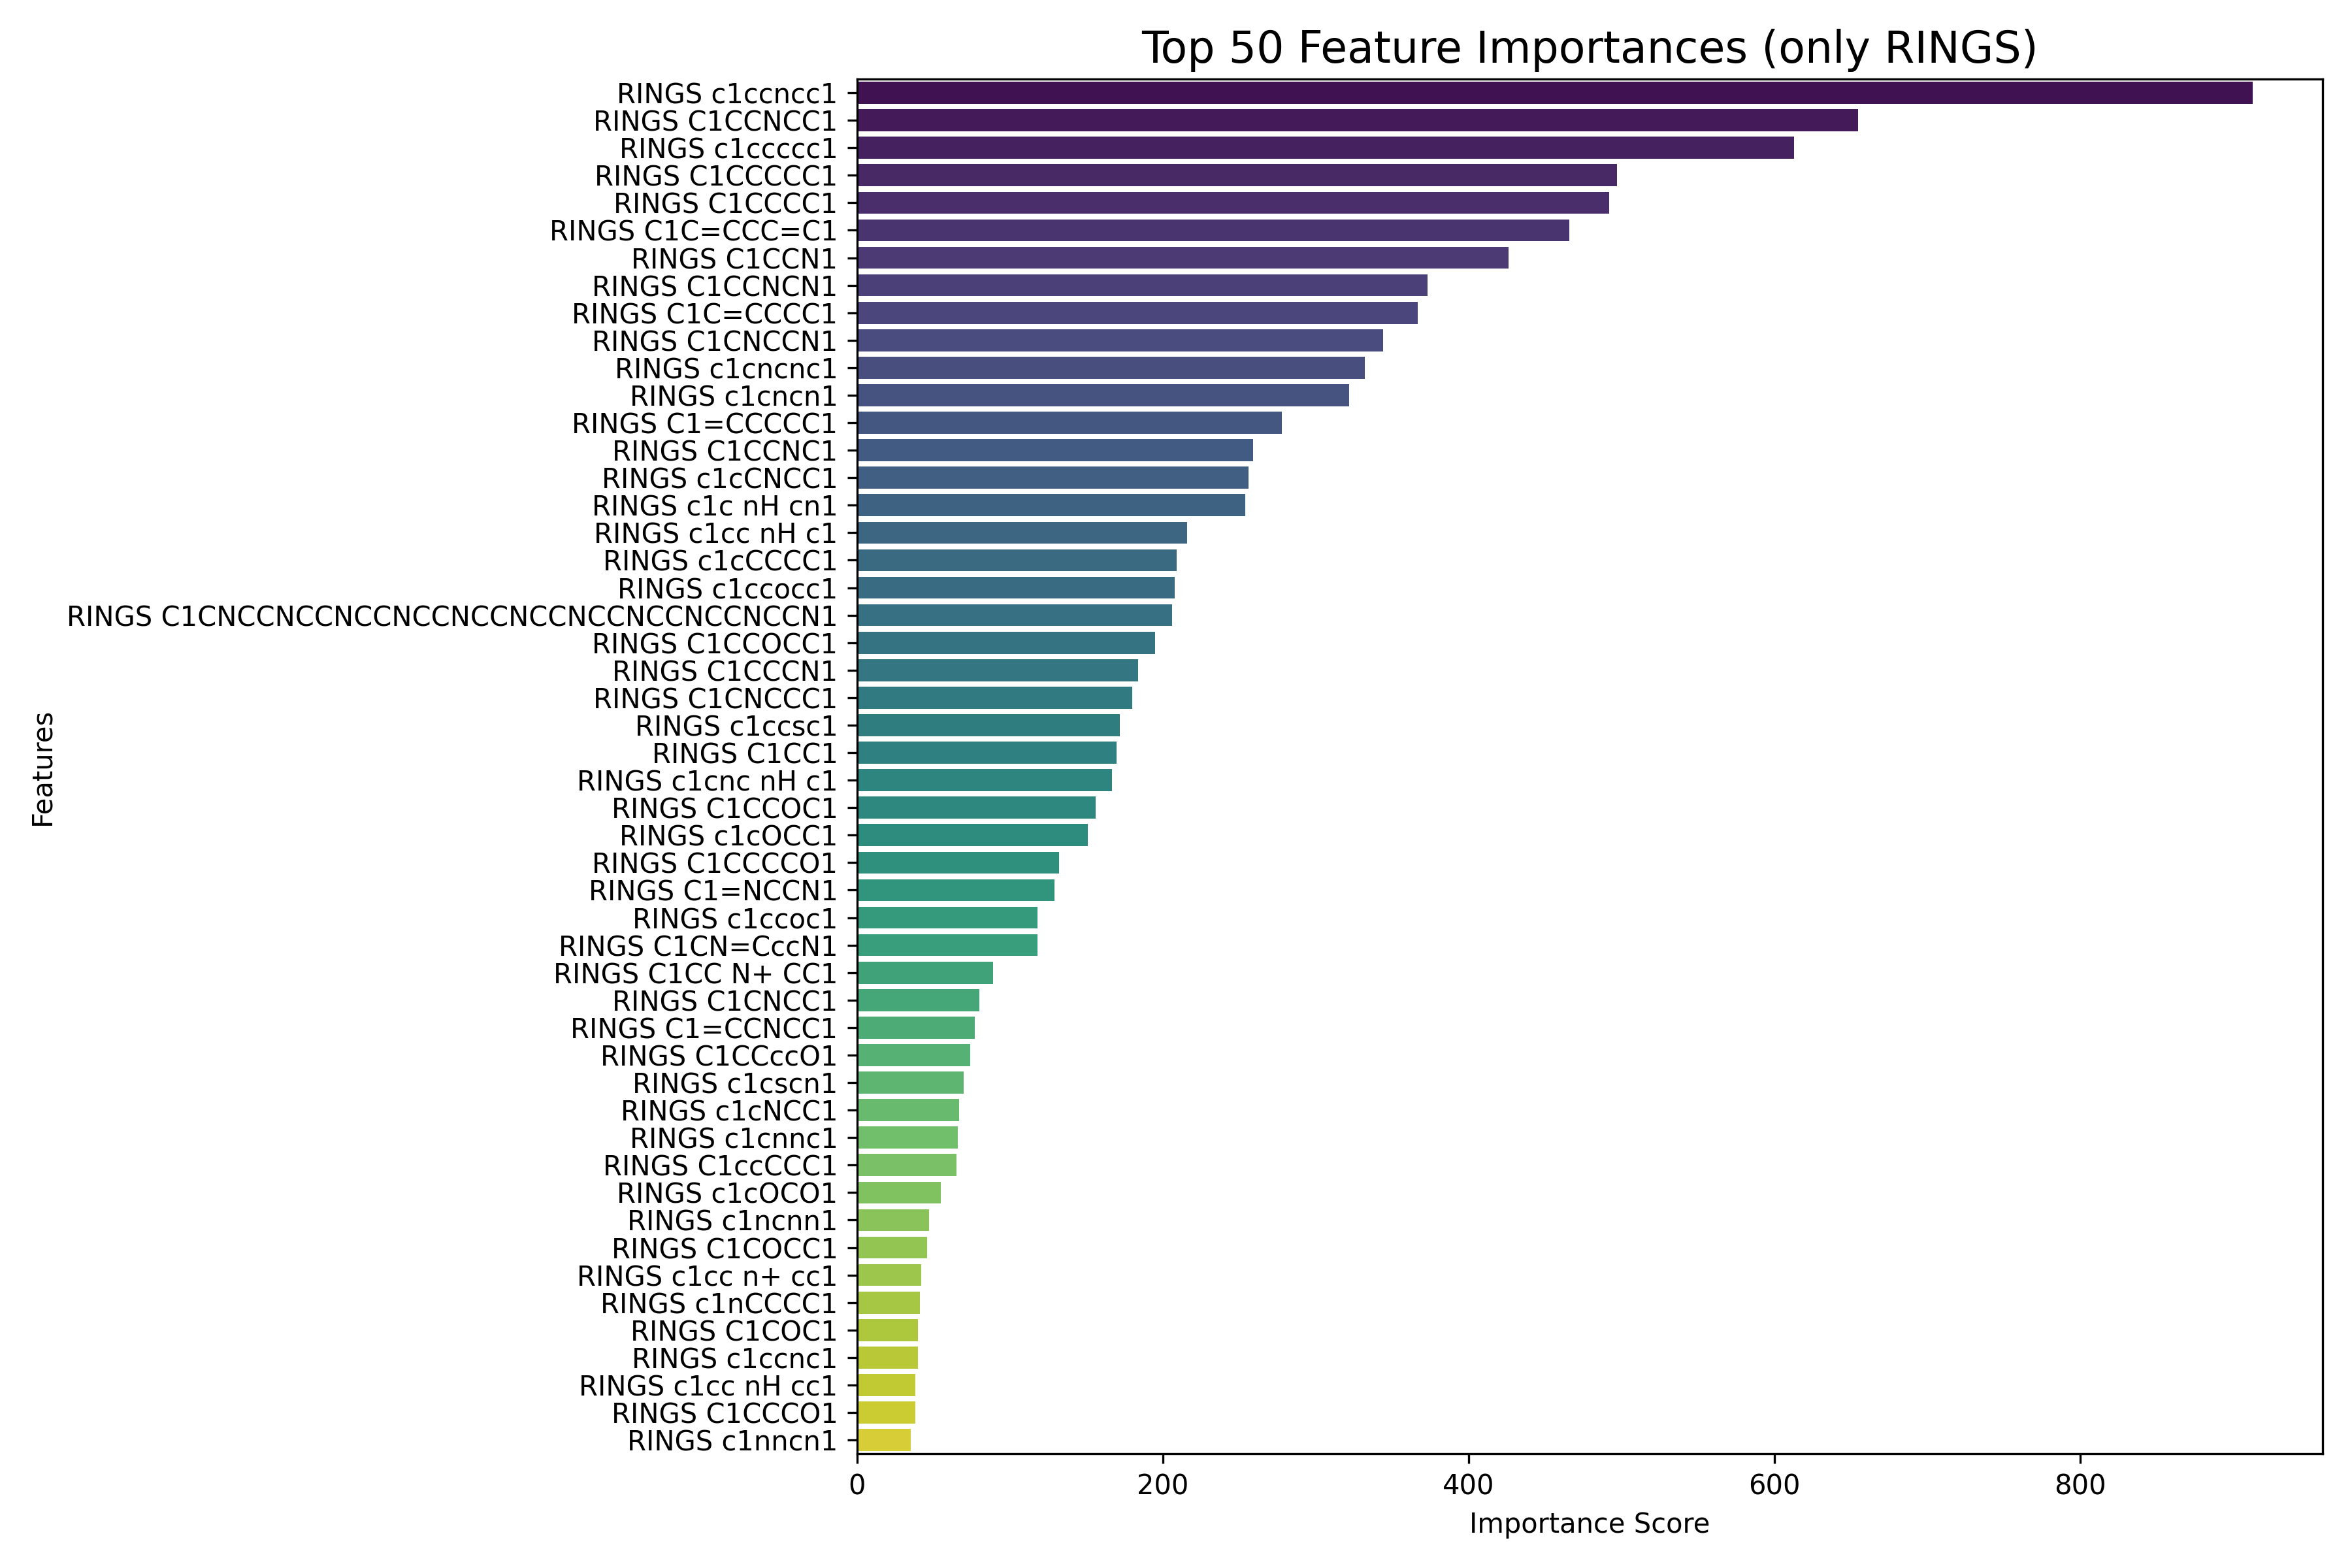 Top 50 Feature Importances (only RINGS)
RINGS c1ccncc1
RINGS C1CCNCC1
RINGS c1ccccc1
RINGS C1CCCCC1
RINGS C1CCCC1
RINGS C1C=CCC=C1
RINGS C1CCN1
RINGS C1CCNCN1
RINGS C1C=CCCC1
RINGS C1CNCCN1
RINGS c1cncnc1
RINGS c1cncn1
RINGS C1=CCCCC1
RINGS C1CCNC1
RINGS c1cCNCC1
RINGS c1c nH cn1
RINGS c1cc nH c1
RINGS c1cCCCC1
RINGS c1ccocc1
RINGS C1CNCCNCCNCCNCCNCCNCCNCCNCCNCCNCCN1
RINGS C1CCOCC1
RINGS C1CCCN1
RINGS C1CNCCC1
RINGS c1ccsc1
RINGS C1CC1
RINGS c1cnc nH c1
RINGS C1CCOC1
RINGS c1cOCC1
RINGS C1CCCCO1
RINGS C1=NCCN1
RINGS c1ccoc1
RINGS C1CN=CccN1
RINGS C1CC N+ CC1
RINGS C1CNCC1
RINGS C1=CCNCC1
RINGS C1CCccO1
RINGS c1cscn1
RINGS c1cNCC1
RINGS c1cnnc1
RINGS C1ccCCC1
RINGS c1cOCO1
RINGS c1ncnn1
RINGS C1COCC1
RINGS c1cc n+ cc1
RINGS c1nCCCC1
RINGS C1COC1
RINGS c1ccnc1
RINGS c1cc nH cc1
RINGS C1CCCO1
RINGS c1nncn1
Features
0 200 400 600 800
Importance Score